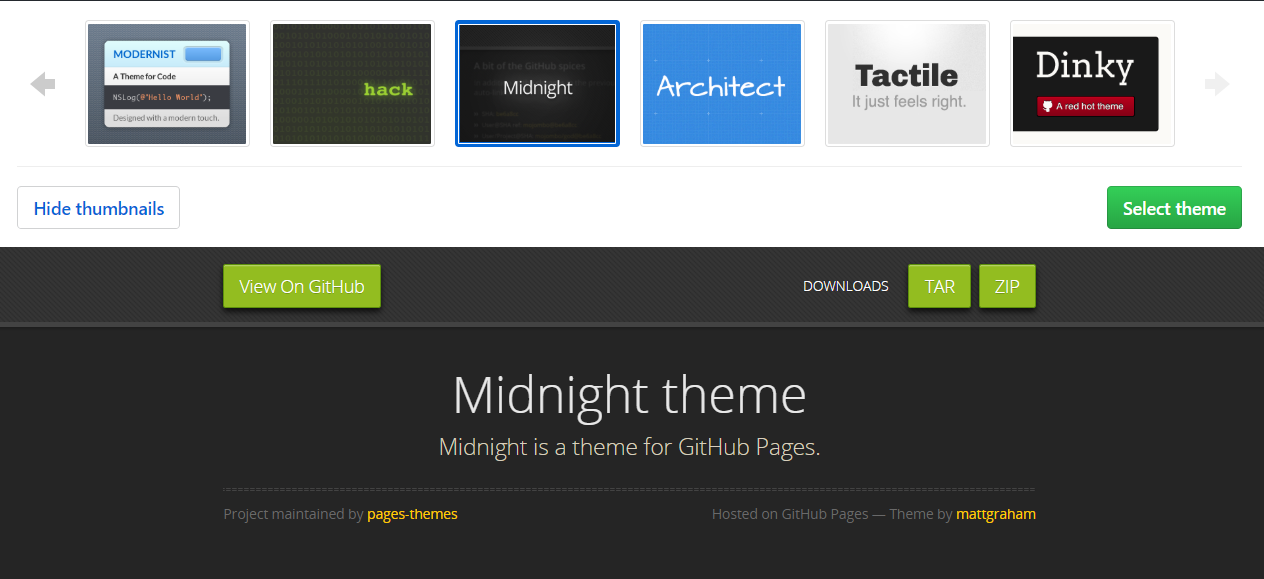 MODERNIST
A Theme for Code
NSLog(@"Hello World");
Designed with a modern touch.
hack
A bit of the GitHub spices
Midnight
Architect
Tactile
It just feels right.
Dinky
A red hot theme
Hide thumbnails
Select theme
View On GitHub
DOWNLOADS TAR ZIP
Midnight theme
Midnight is a theme for GitHub Pages.
Project maintained by pages-themes
Hosted on GitHub Pages — Theme by mattgraham